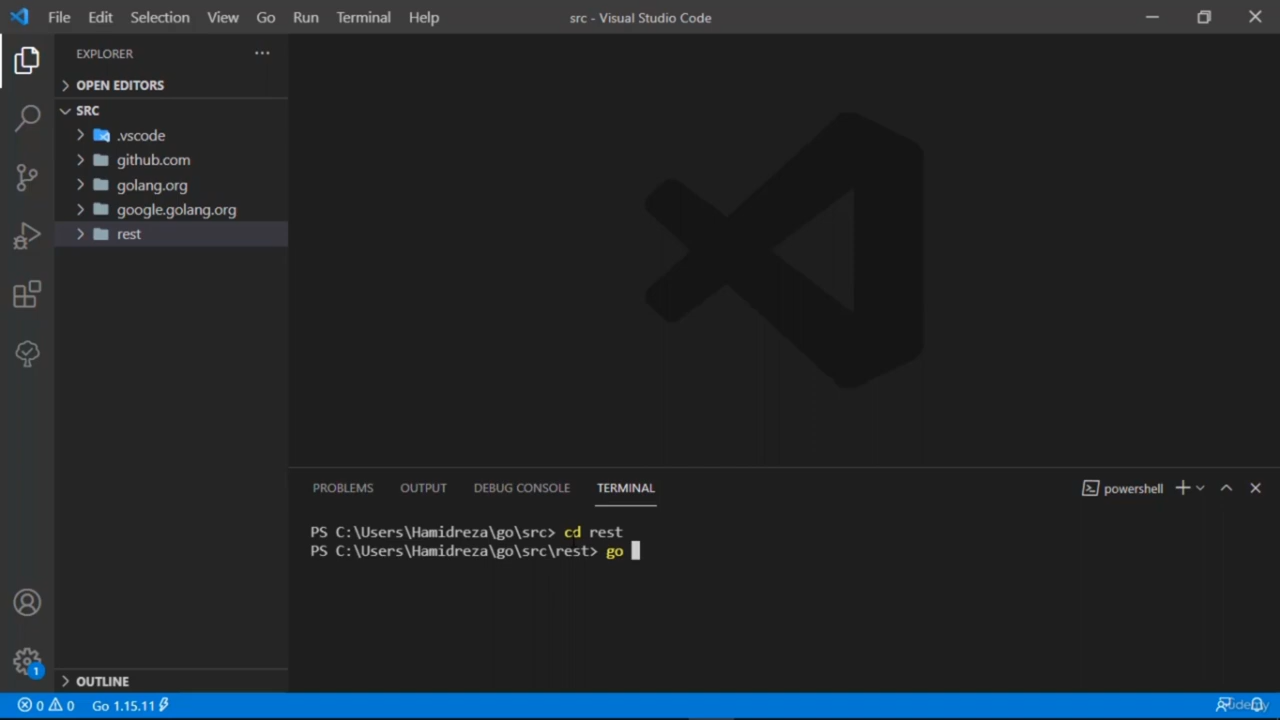 File Edit Selection View Go Run Terminal Help
src - Visual Studio Code
EXPLORER
OPEN EDITORS
SRC
.vscode
github.com
golang.org
google.golang.org
rest
PROBLEMS OUTPUT DEBUG CONSOLE TERMINAL
powershell
PS C:\Users\Hamidreza\go\src> cd rest
PS C:\Users\Hamidreza\go\src\rest> go
1
OUTLINE
0 0 Go 1.15.11